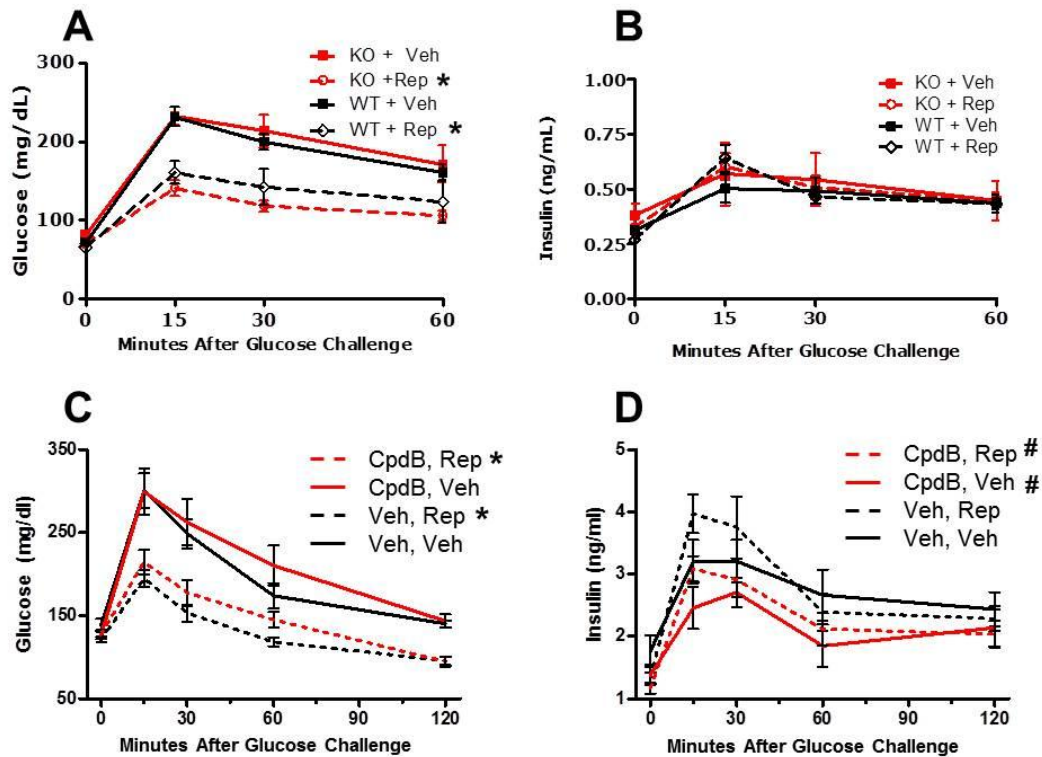 A
KO + Veh
KO +Rep *
WT + Veh
WT + Rep *
Glucose (mg/ dL)
300
200
100
0
0 15 30 60
Minutes After Glucose Challenge
B
KO + Veh
KO + Rep
WT + Veh
WT + Rep
Insulin (ng/mL)
1.00
0.75
0.50
0.25
0.00
0 15 30 60
Minutes After Glucose Challenge
C
CpdB, Rep *
CpdB, Veh
Veh, Rep *
Veh, Veh
Glucose (mg/dl)
350
250
150
50
0 30 60 90 120
Minutes After Glucose Challenge
D
CpdB, Rep #
CpdB, Veh #
Veh, Rep
Veh, Veh
Insulin (ng/ml)
5
4
3
2
1
0 30 60 90 120
Minutes After Glucose Challenge